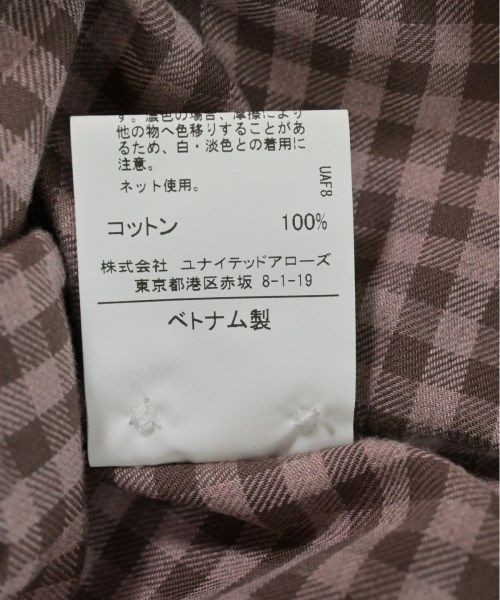 す。濃色の場合、摩擦により
他の物へ色移りすることがあ
るため、白・淡色との着用に
注意。
ネット使用。
UAF8
コットン 100%
株式会社 ユナイテッドアローズ
東京都港区赤坂 8-1-19
ベトナム製